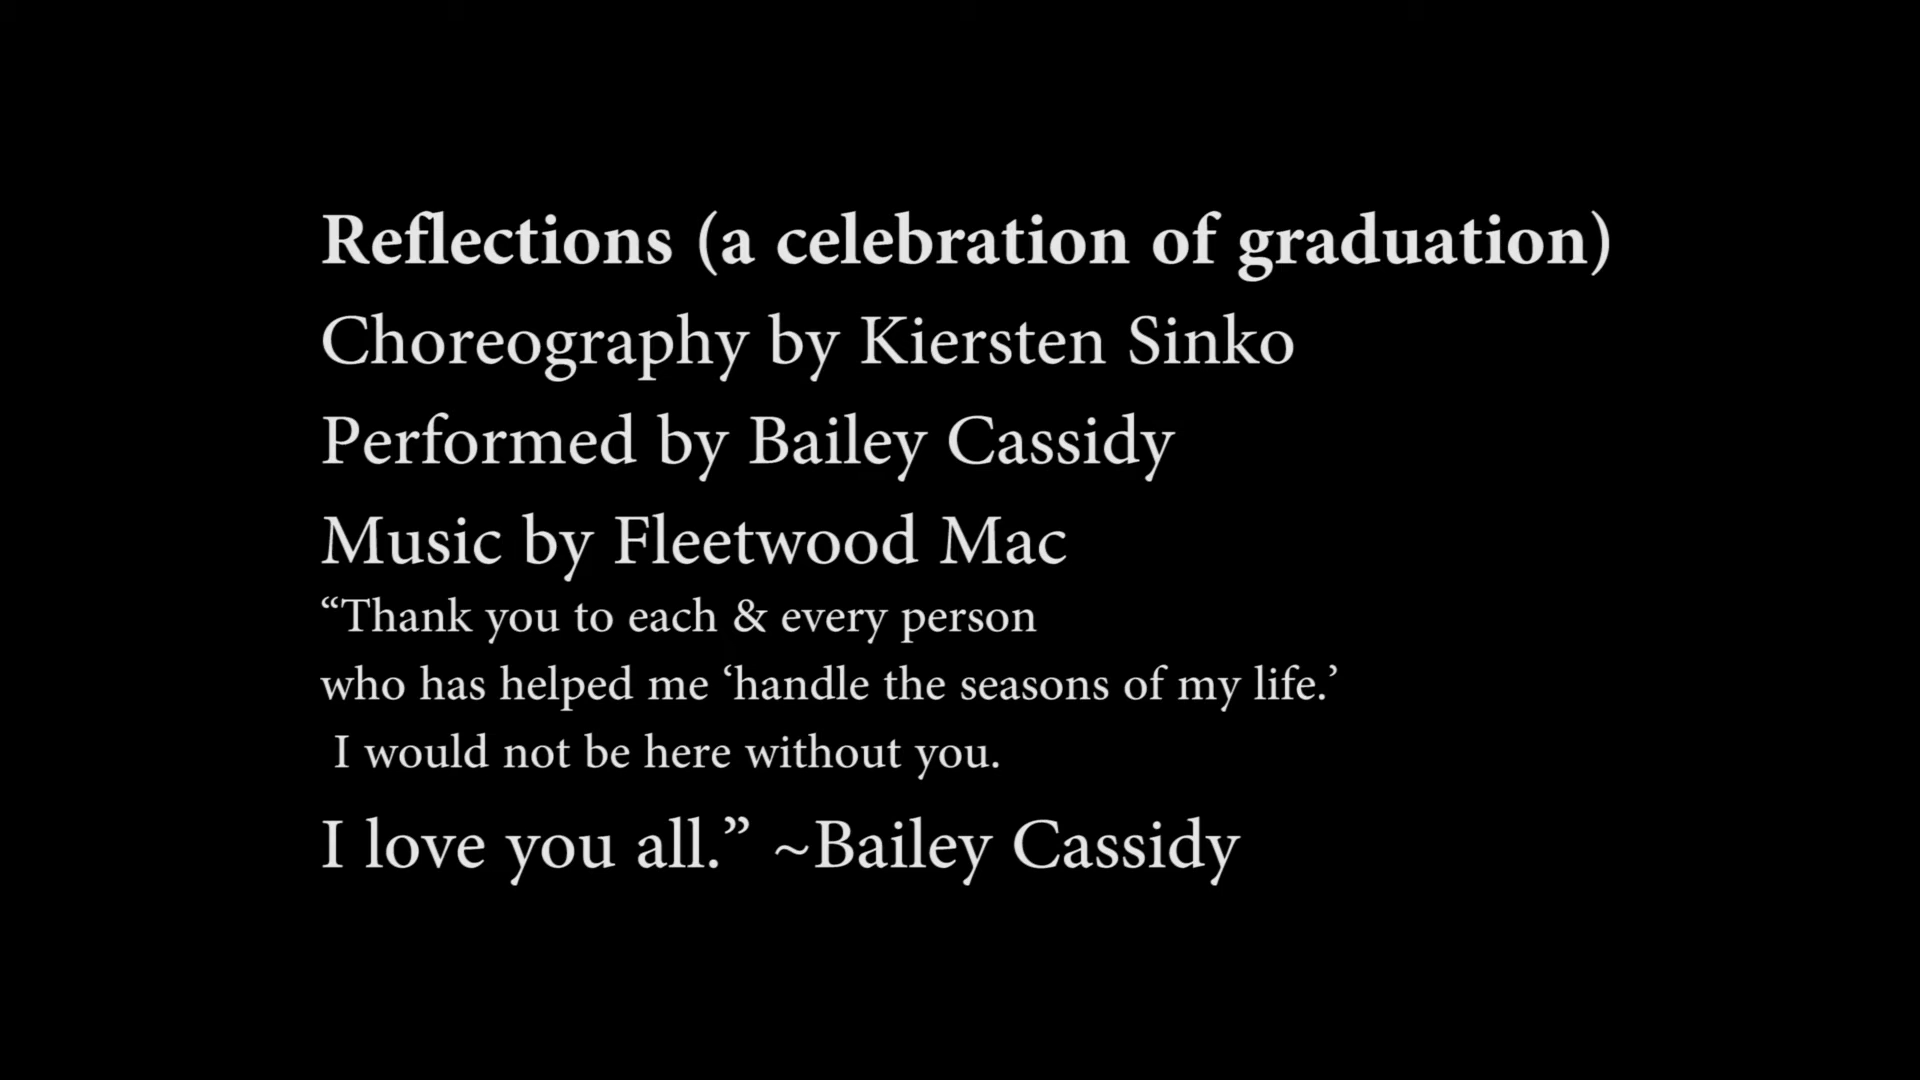 Reflections (a celebration of graduation)
Choreography by Kiersten Sinko
Performed by Bailey Cassidy
Music by Fleetwood Mac
“Thank you to each & every person
who has helped me ‘handle the seasons of my life.’
I would not be here without you.
I love you all.” ~Bailey Cassidy